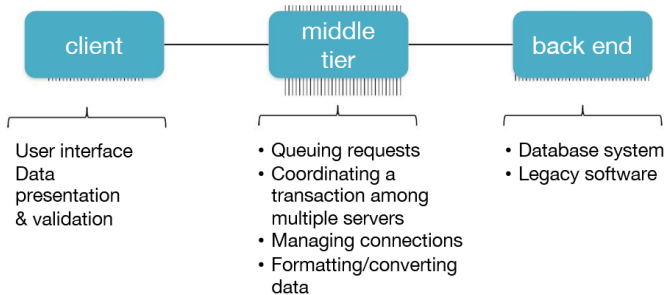 client
middle
tier
back end
User interface
Data
presentation
& validation
• Queuing requests
• Coordinating a
transaction among
multiple servers
• Managing connections
• Formatting/converting
data
• Database system
• Legacy software